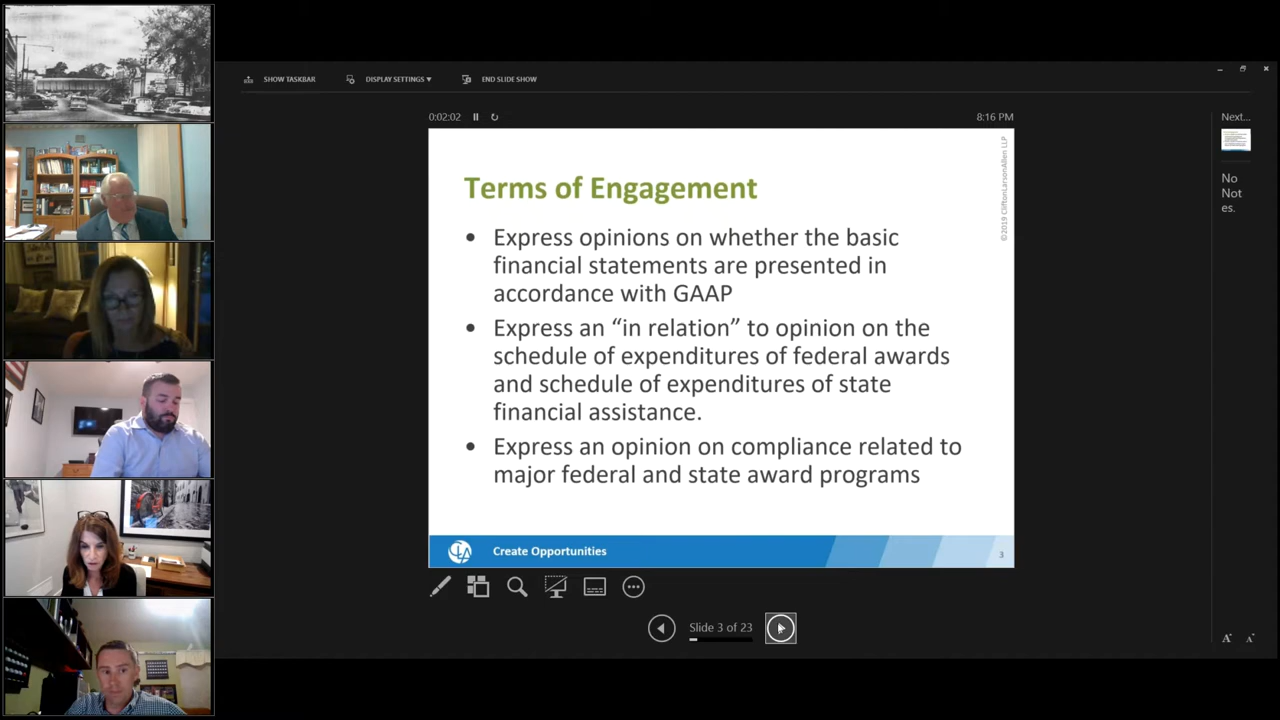 SHOW TASKBAR
DISPLAY SETTINGS ▾
END SLIDE SHOW
0:02:02
8:16 PM
Next...
Terms of Engagement
• Express opinions on whether the basic
financial statements are presented in
accordance with GAAP
• Express an “in relation” to opinion on the
schedule of expenditures of federal awards
and schedule of expenditures of state
financial assistance.
• Express an opinion on compliance related to
major federal and state award programs
©2019 CliftonLarsonAllen LLP
CLA
Create Opportunities
3
No
Not
es.
Slide 3 of 23
A
A